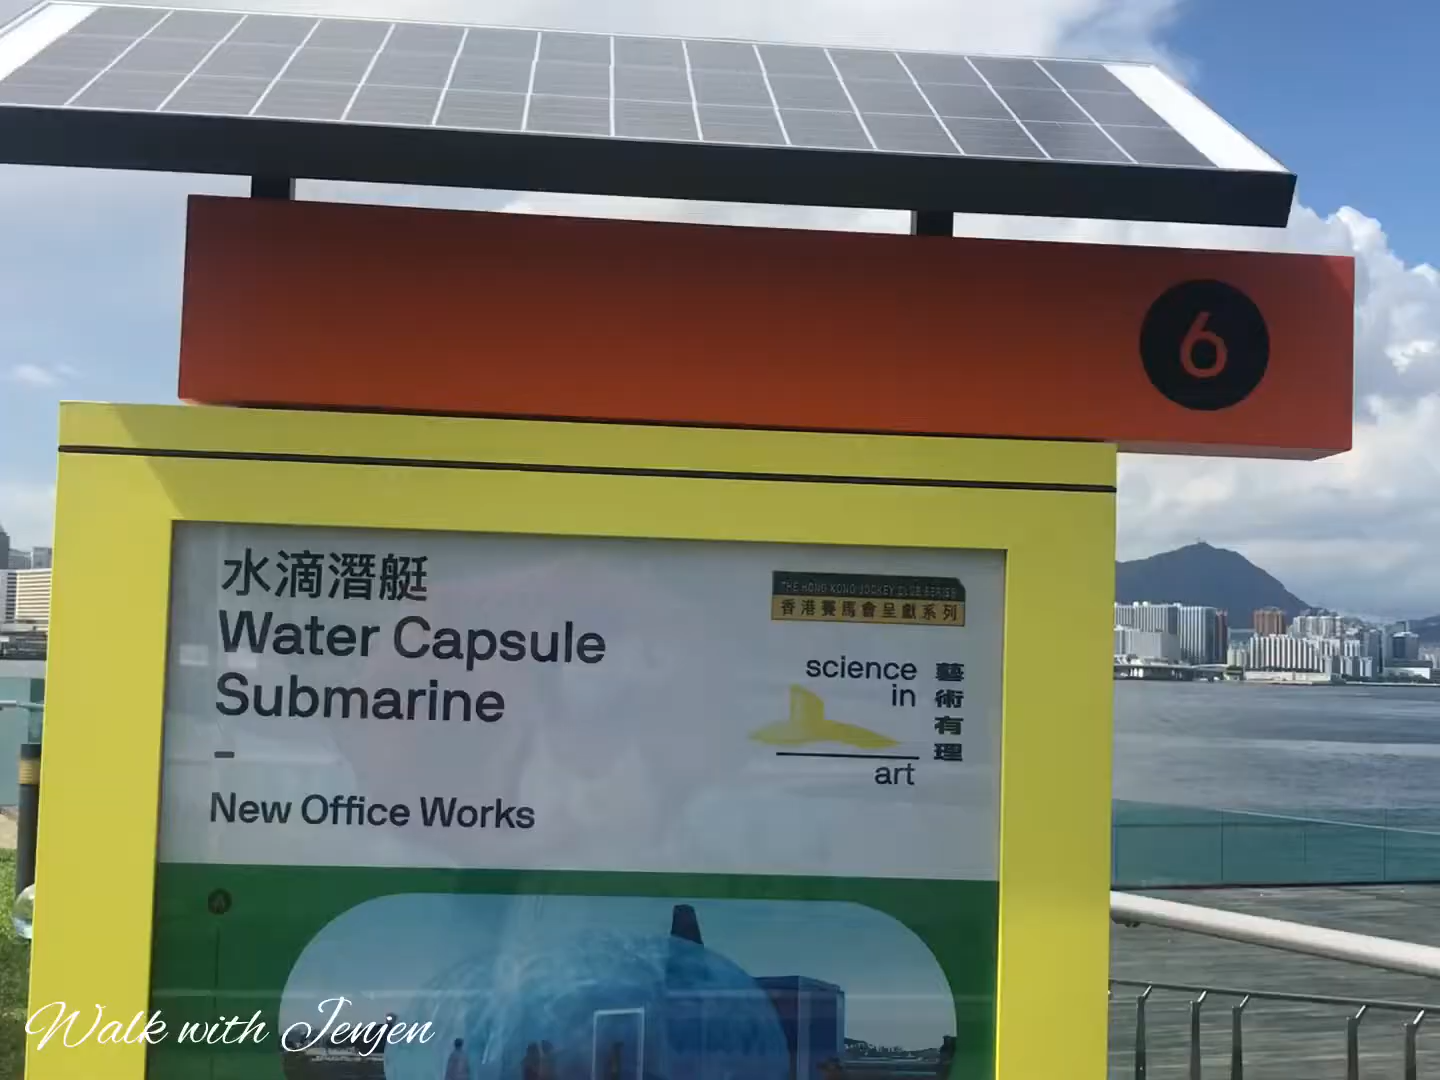 6
水滴潛艇
Water Capsule
Submarine
-
New Office Works
THE HONG KONG JOCKEY CLUB SERIES
香港賽馬會呈獻系列
science
in
art
藝術有理
A
Walk with Jenjen